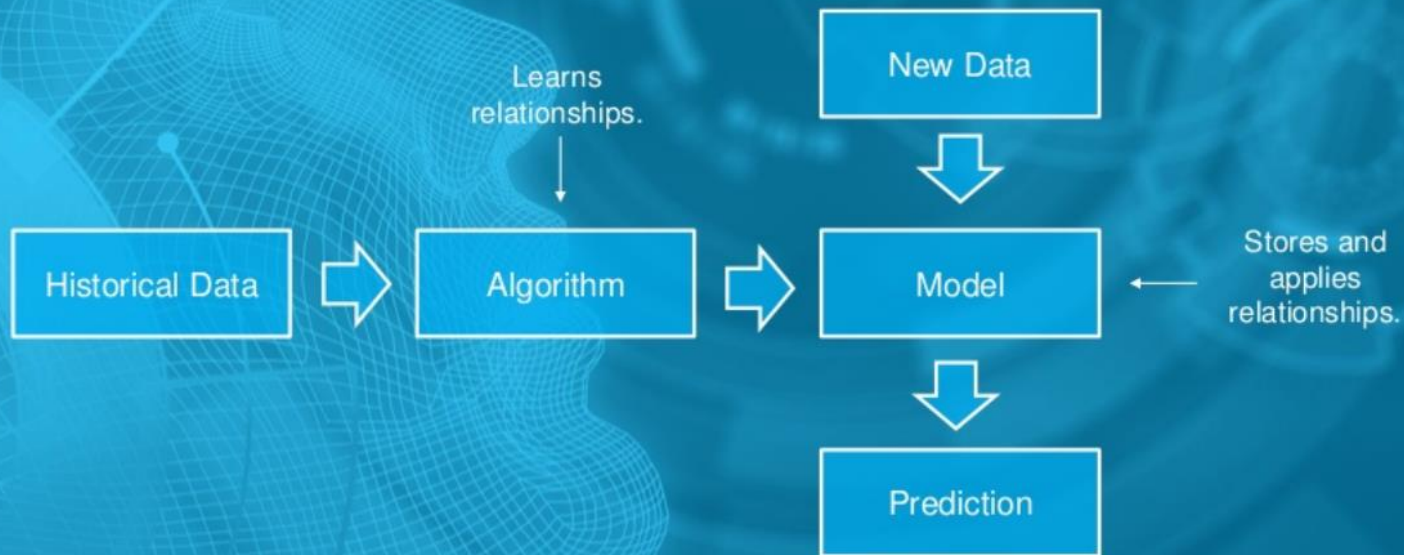 New Data
Learns
relationships.
Historical Data
Algorithm
Model
Stores and
applies
relationships.
Prediction